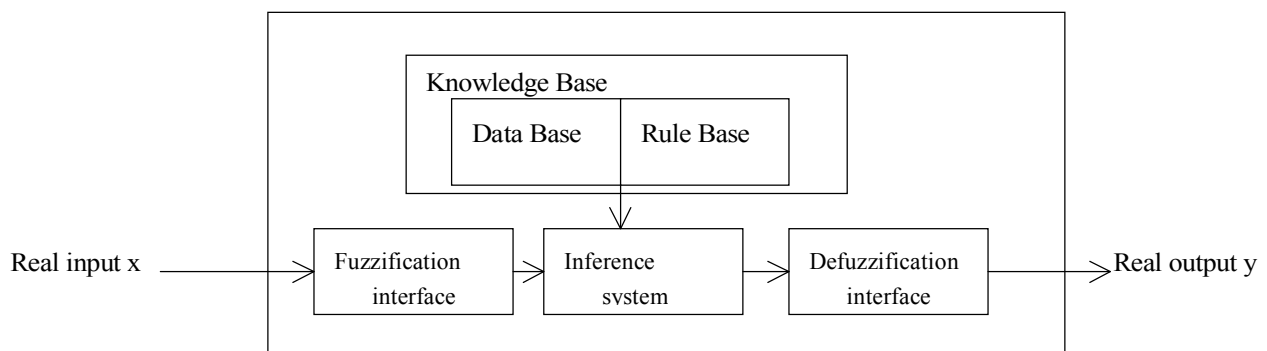 Knowledge Base
Data Base
Rule Base
Real input x
Fuzzification
interface
Inference
system
Defuzzification
interface
Real output y